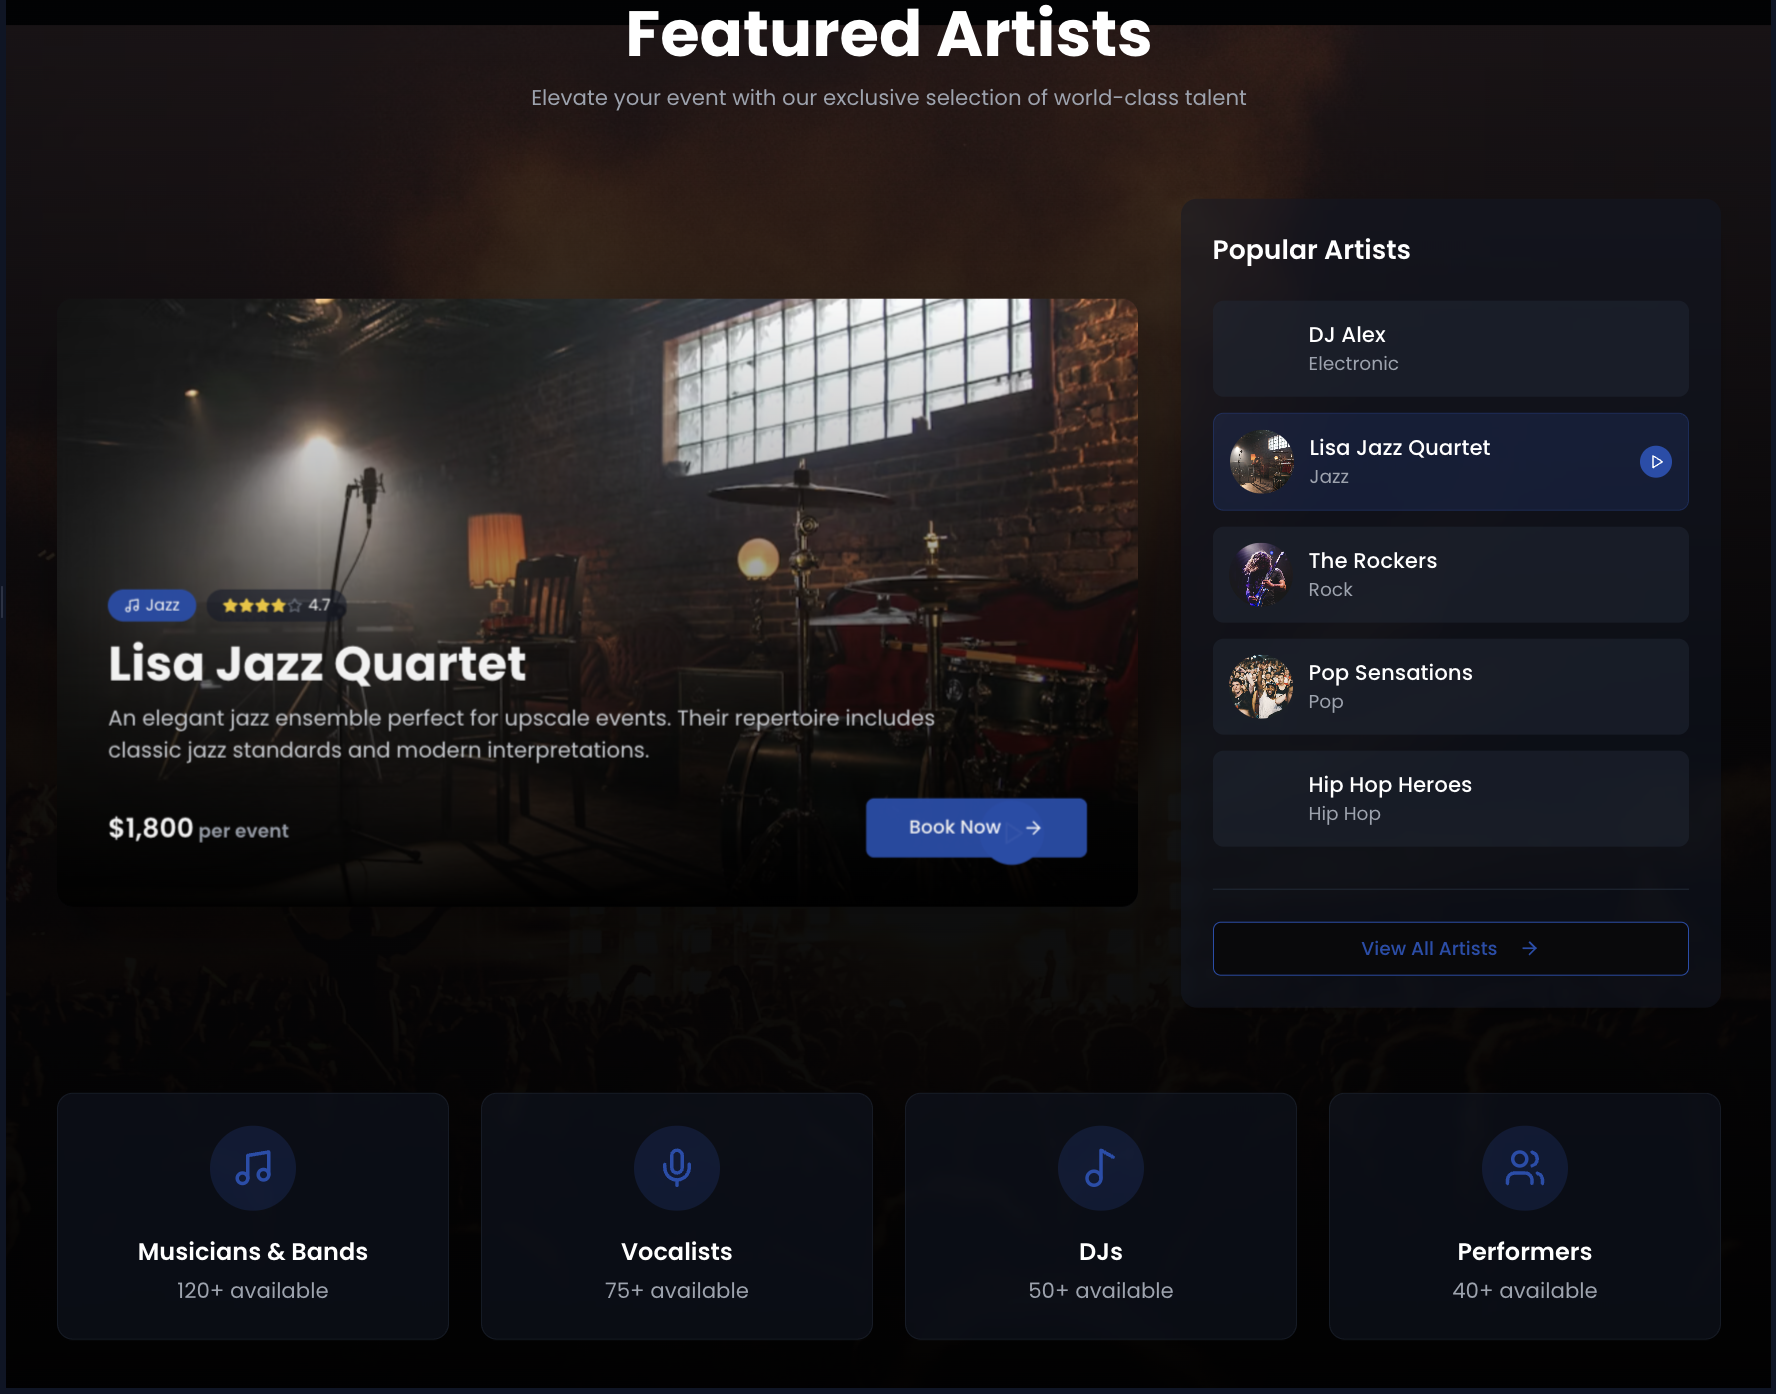 Featured Artists
Elevate your event with our exclusive selection of world-class talent
Jazz
4.7
Lisa Jazz Quartet
An elegant jazz ensemble perfect for upscale events. Their repertoire includes
classic jazz standards and modern interpretations.
$1,800 per event
Book Now
Popular Artists
DJ Alex
Electronic
Lisa Jazz Quartet
Jazz
The Rockers
Rock
Pop Sensations
Pop
Hip Hop Heroes
Hip Hop
View All Artists
Musicians & Bands
120+ available
Vocalists
75+ available
DJs
50+ available
Performers
40+ available